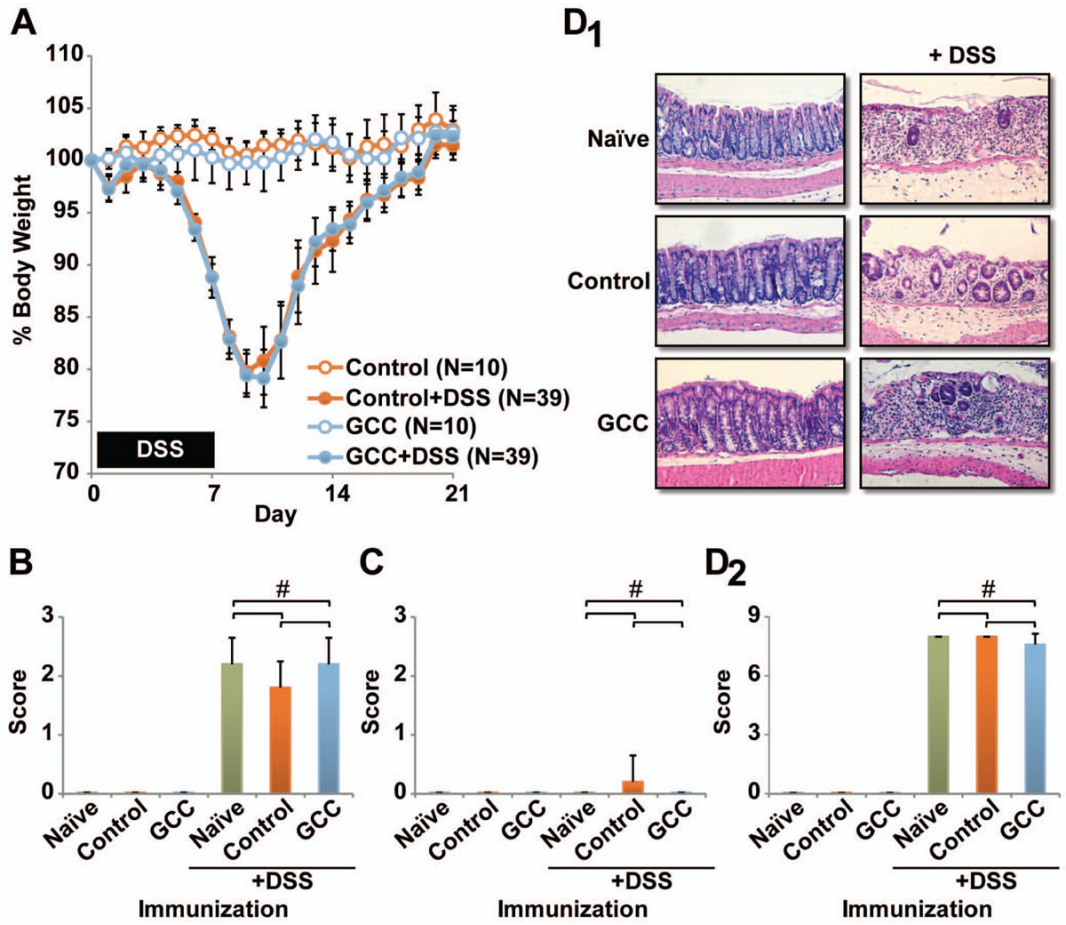 A
110
105
100
95
90
85
80
75
70
% Body Weight
Control (N=10)
Control+DSS (N=39)
GCC (N=10)
GCC+DSS (N=39)
DSS
0
7
14
21
Day
D1
+ DSS
Naïve
Control
GCC
B
#
3
2
1
0
Score
Naïve
Control
GCC
Naïve
Control
GCC
+DSS
Immunization
C
#
3
2
1
0
Score
Naïve
Control
GCC
Naïve
Control
GCC
+DSS
Immunization
D2
#
9
6
3
0
Score
Naïve
Control
GCC
Naïve
Control
GCC
+DSS
Immunization